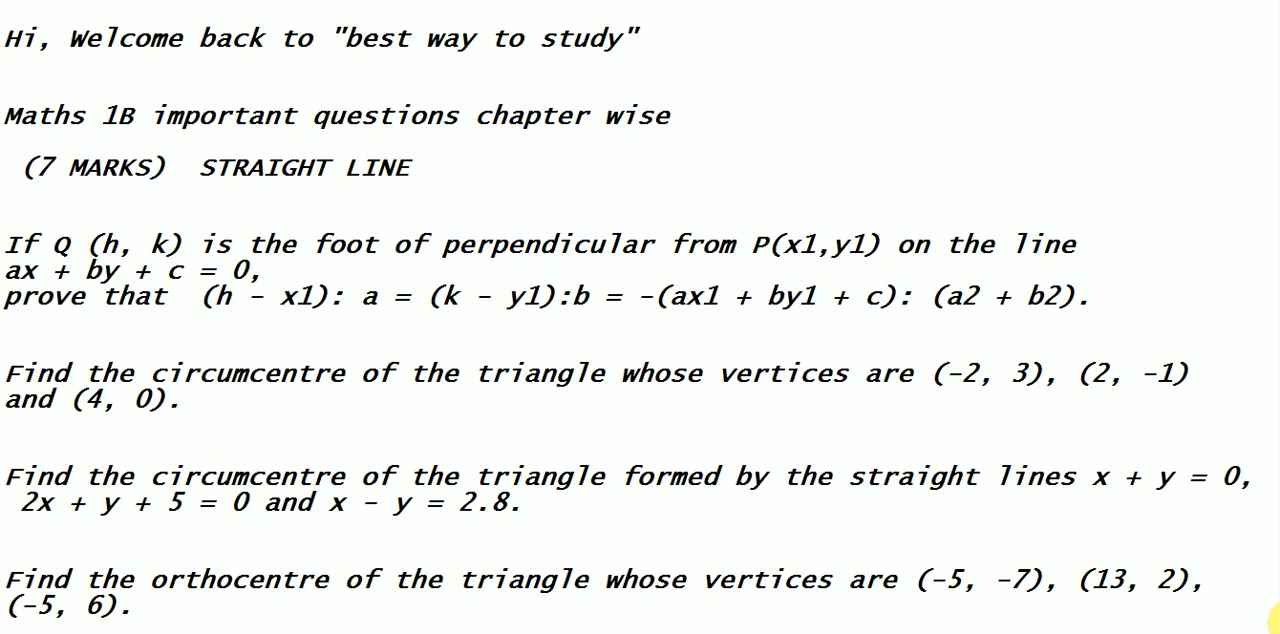 Hi, Welcome back to "best way to study"
Maths 1B important questions chapter wise
(7 MARKS) STRAIGHT LINE
If Q (h, k) is the foot of perpendicular from P(x1,y1) on the line
ax + by + c = 0,
prove that (h - x1): a = (k - y1):b = -(ax1 + by1 + c): (a2 + b2).
Find the circumcentre of the triangle whose vertices are (-2, 3), (2, -1)
and (4, 0).
Find the circumcentre of the triangle formed by the straight lines x + y = 0,
2x + y + 5 = 0 and x - y = 2.8.
Find the orthocentre of the triangle whose vertices are (-5, -7), (13, 2),
(-5, 6).